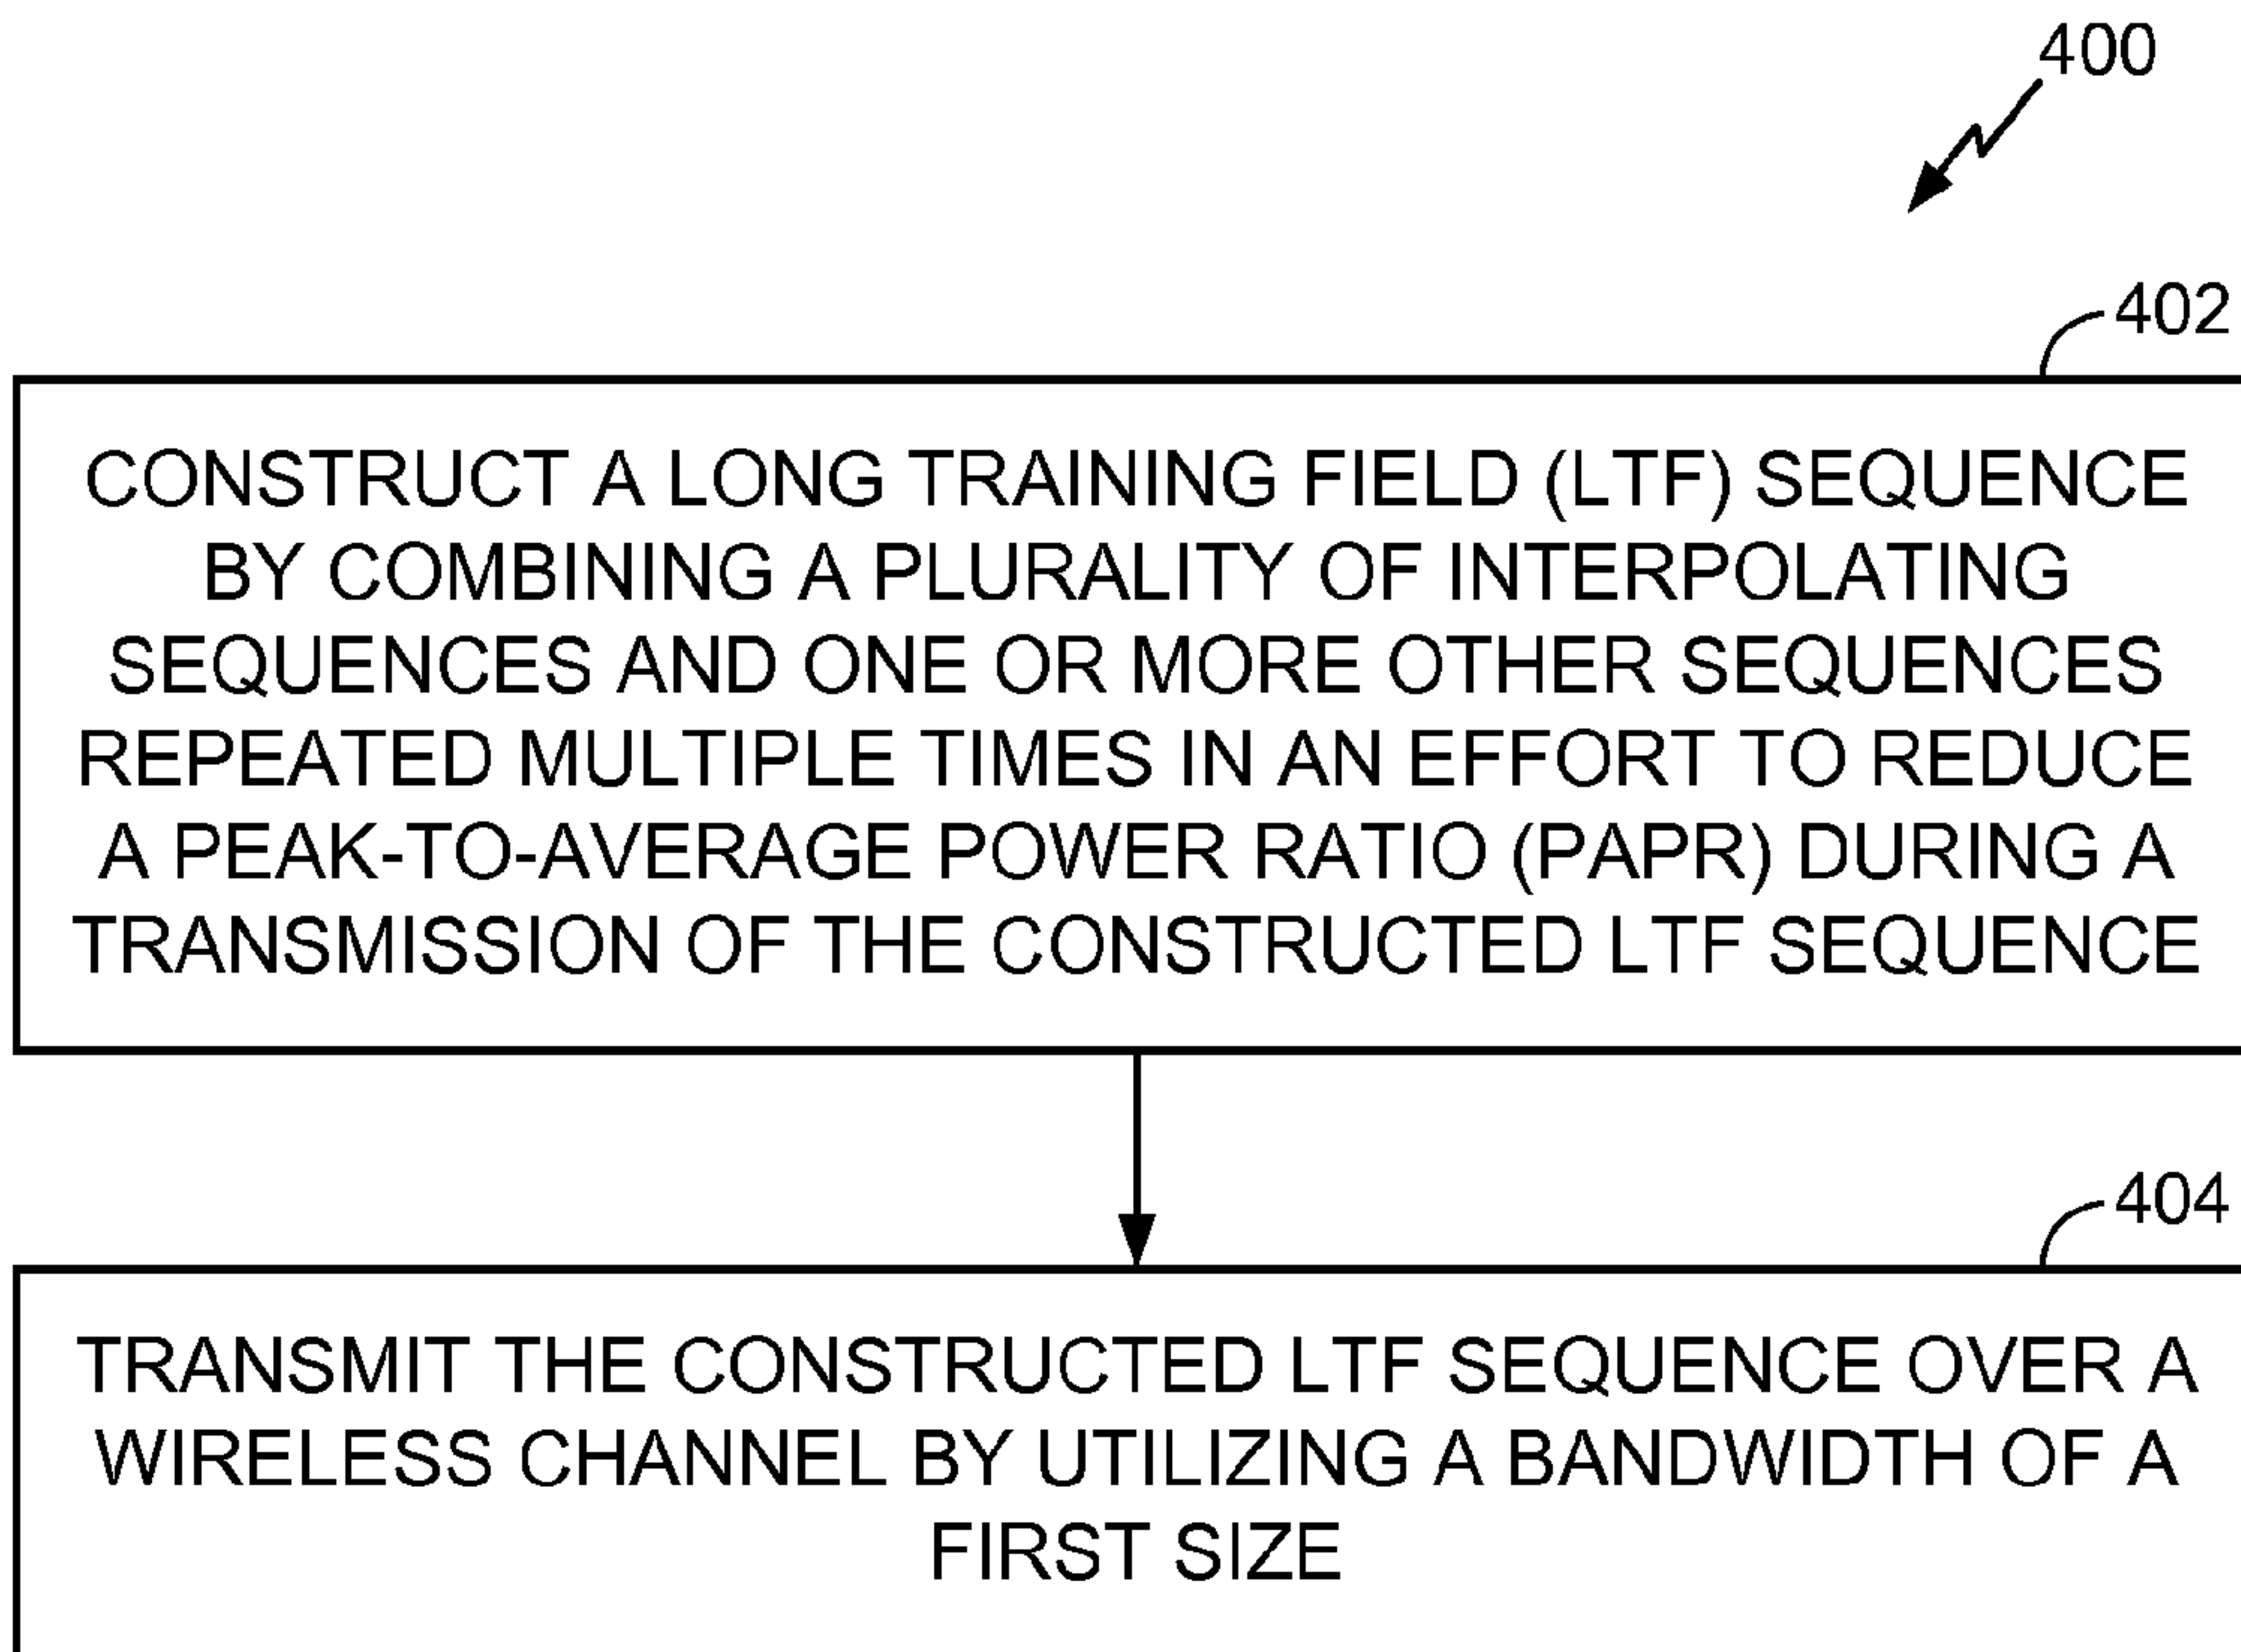 400
402
CONSTRUCT A LONG TRAINING FIELD (LTF) SEQUENCE
BY COMBINING A PLURALITY OF INTERPOLATING
SEQUENCES AND ONE OR MORE OTHER SEQUENCES
REPEATED MULTIPLE TIMES IN AN EFFORT TO REDUCE
A PEAK-TO-AVERAGE POWER RATIO (PAPR) DURING A
TRANSMISSION OF THE CONSTRUCTED LTF SEQUENCE
404
TRANSMIT THE CONSTRUCTED LTF SEQUENCE OVER A
WIRELESS CHANNEL BY UTILIZING A BANDWIDTH OF A
FIRST SIZE